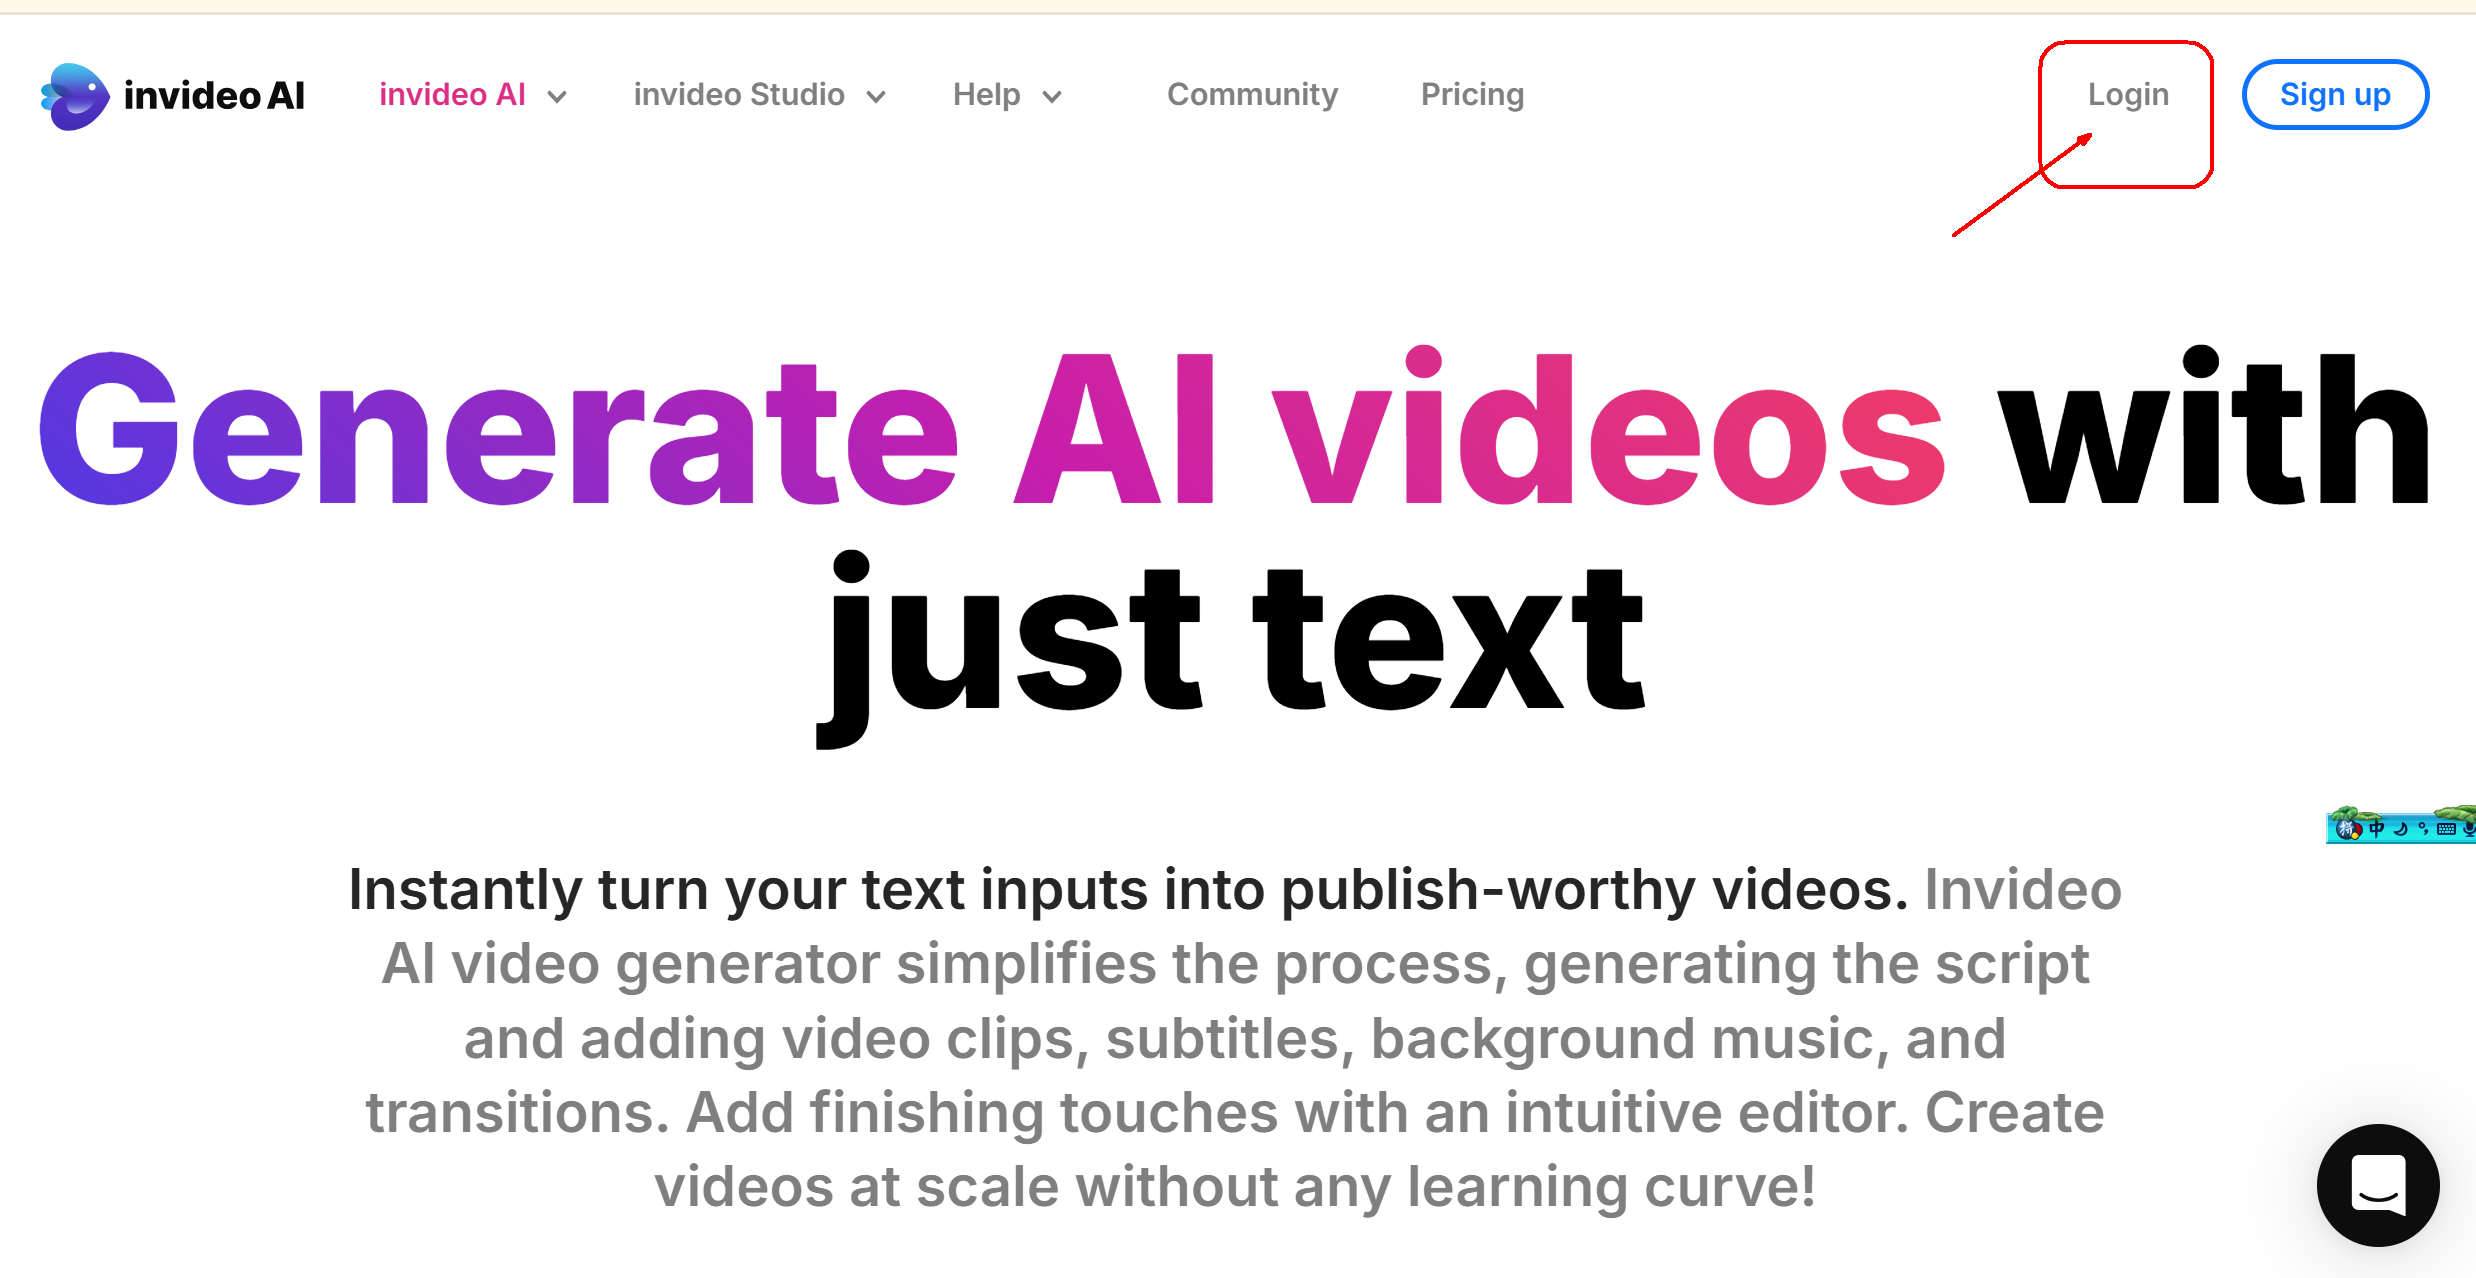 invideo AI
invideo AI
invideo Studio
Help
Community
Pricing
Login
Sign up
Generate AI videos with
just text
中
Instantly turn your text inputs into publish-worthy videos. Invideo
AI video generator simplifies the process, generating the script
and adding video clips, subtitles, background music, and
transitions. Add finishing touches with an intuitive editor. Create
videos at scale without any learning curve!